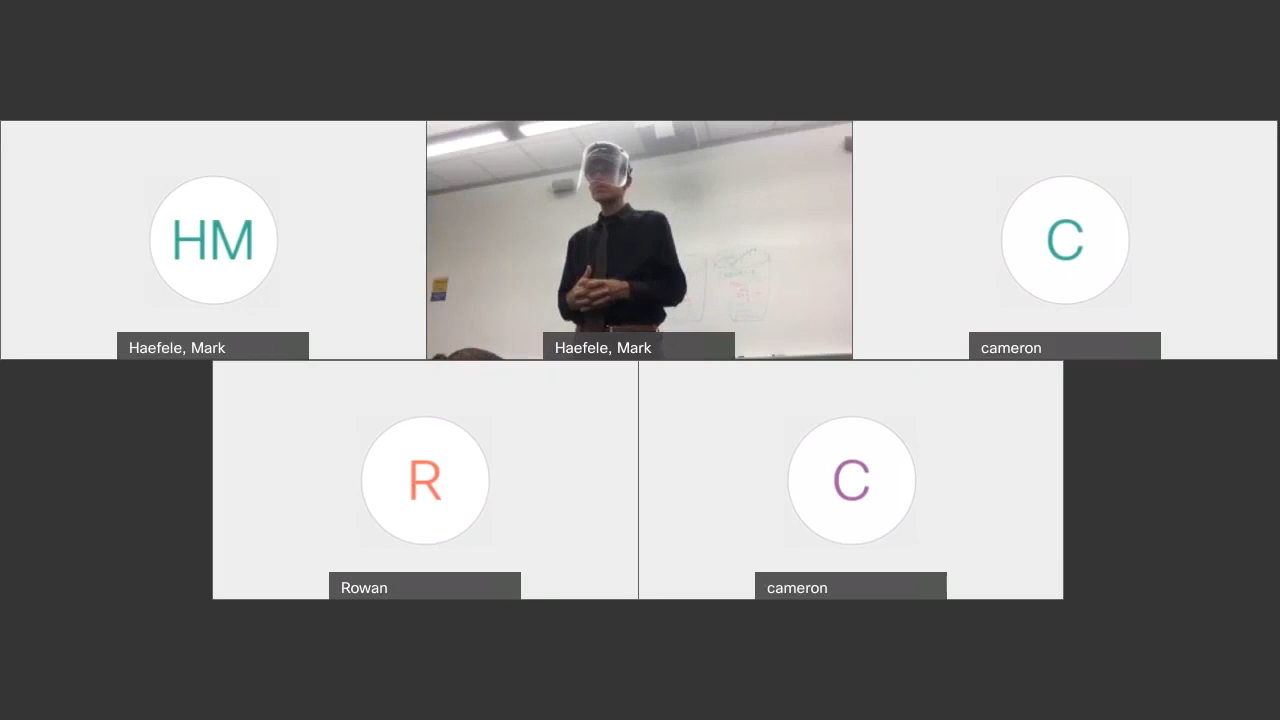 HM
Haefele, Mark
Haefele, Mark
C
cameron
R
Rowan
C
cameron